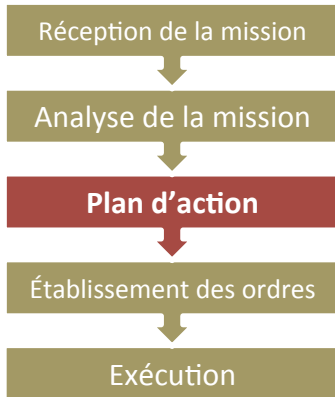 Réception de la mission
Analyse de la mission
Plan d’action
Établissement des ordres
Exécution